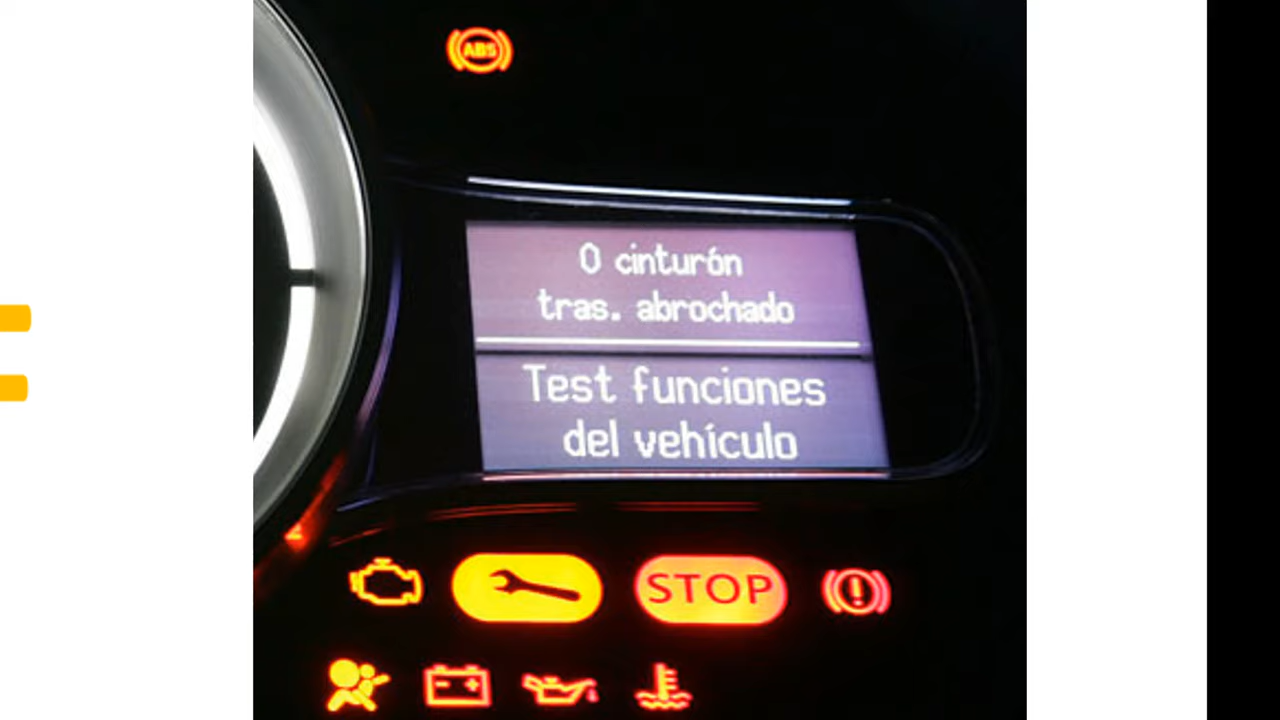 ABS
0 cinturón
tras. abrochado
Test funciones
del vehículo
STOP